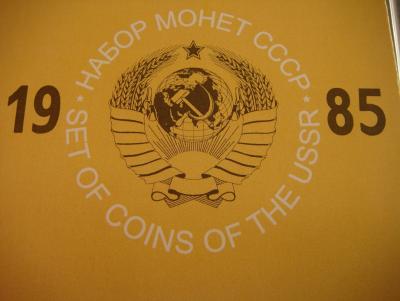 НАБОР МОНЕТ СССР
19 85
SET OF COINS OF THE USSR